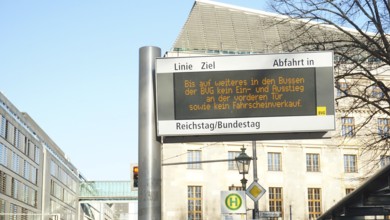 Linie Ziel Abfahrt in
Bis auf weiteres in den Bussen
der BVG kein Ein- und Ausstieg
an der vorderen Tür
sowie kein Fahrscheinverkauf.
Reichstag/Bundestag
H